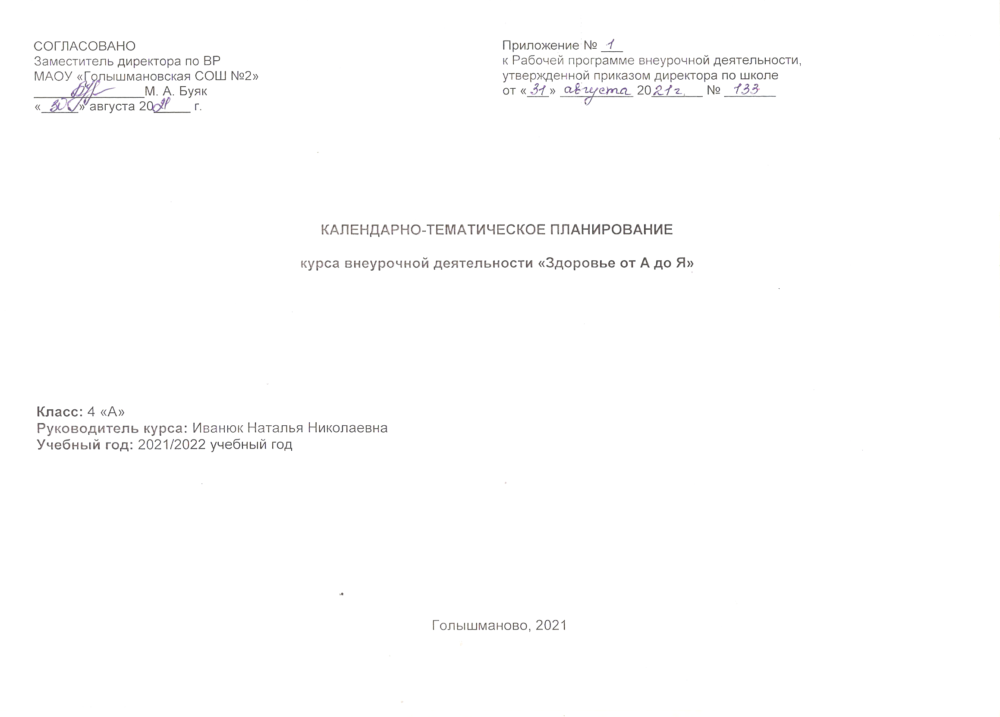 СОГЛАСОВАНО
Заместитель директора по ВР
МАОУ «Голышмановская СОШ №2»
М. А. Буяк
«30» августа 2021 г.
Приложение № 1
к Рабочей программе внеурочной деятельности,
утвержденной приказом директора по школе
от «31» августа 2021г. № 133
КАЛЕНДАРНО-ТЕМАТИЧЕСКОЕ ПЛАНИРОВАНИЕ
курса внеурочной деятельности «Здоровье от А до Я»
Класс: 4 «А»
Руководитель курса: Иванюк Наталья Николаевна
Учебный год: 2021/2022 учебный год
Голышманово, 2021